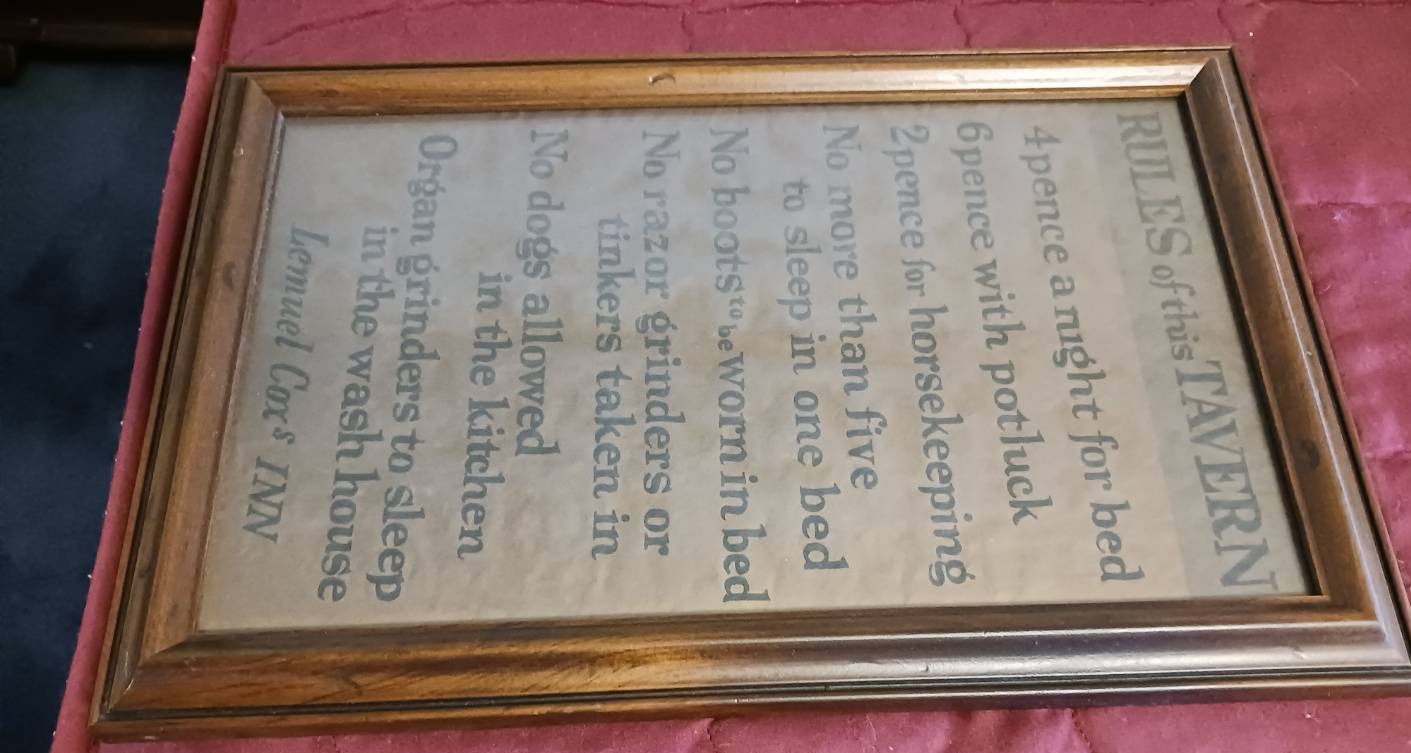 RULES of this TAVERN
4pence a night for bed
6pence with potluck
2pence for horsekeeping
No more than five
to sleep in one bed
No boots to be worn in bed
No razor grinders or
tinkers taken in
No dogs allowed
in the kitchen
Organ grinders to sleep
in the wash house
Lemuel Cox's INN